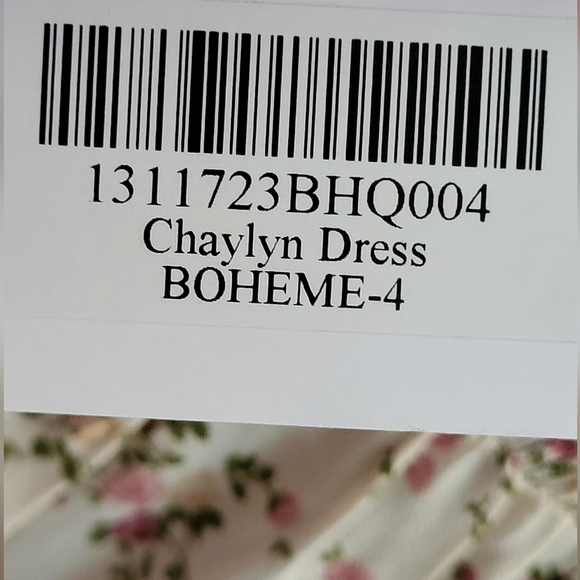 1311723BHQ004
Chaylyn Dress
BOHEME-4